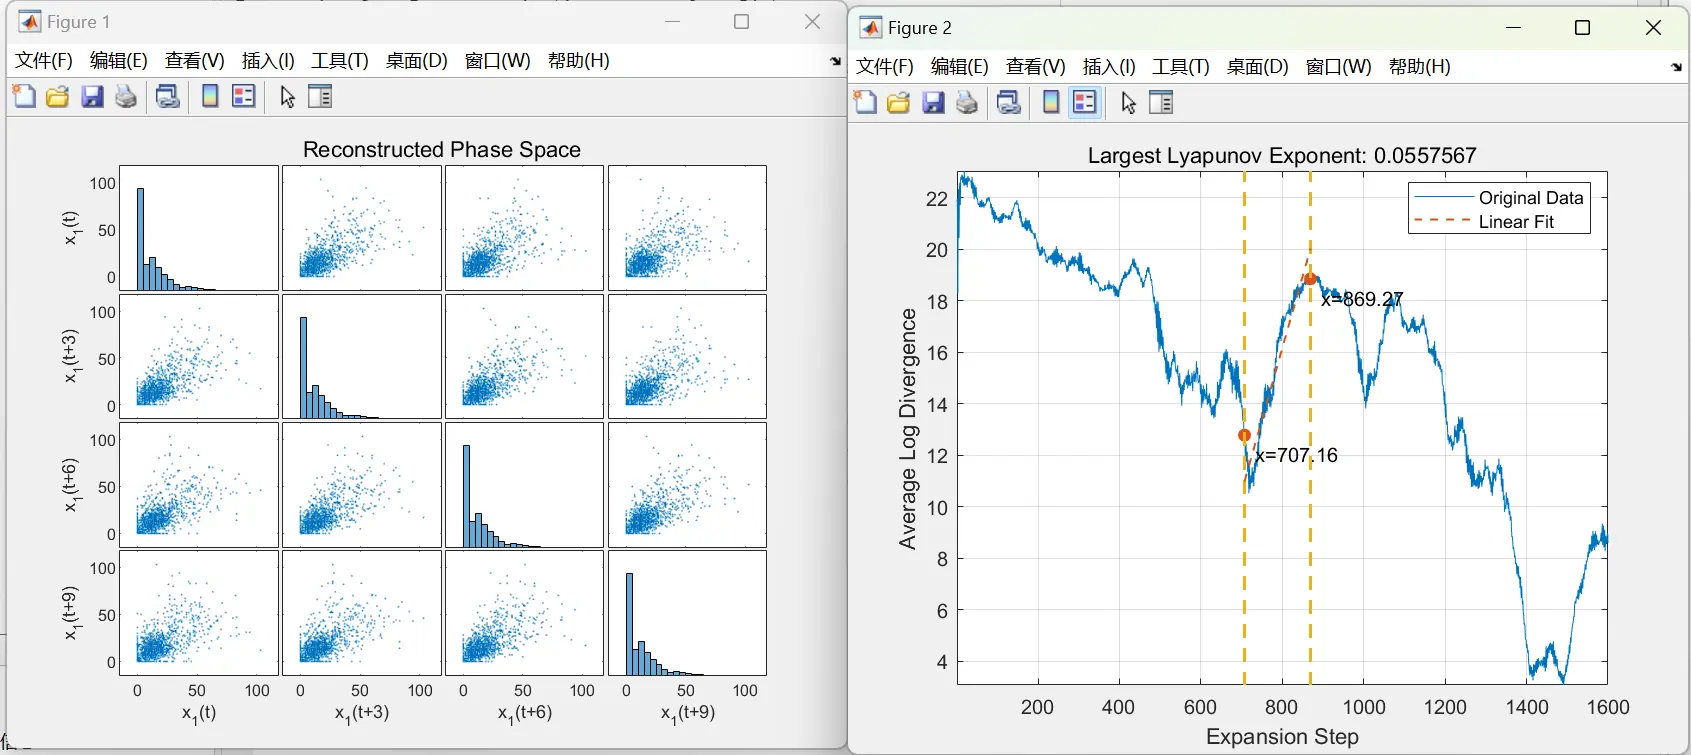 Figure 1
文件(F) 编辑(E) 查看(V) 插入(I) 工具(T) 桌面(D) 窗口(W) 帮助(H)
Reconstructed Phase Space
100
50
0
x1(t)
100
50
0
x1(t+3)
100
50
0
x1(t+6)
100
50
0
x1(t+9)
0 50 100 0 50 100 0 50 100 0 50 100
x1(t) x1(t+3) x1(t+6) x1(t+9)
Figure 2
文件(F) 编辑(E) 查看(V) 插入(I) 工具(T) 桌面(D) 窗口(W) 帮助(H)
Largest Lyapunov Exponent: 0.0557567
Original Data
Linear Fit
22
20
18
16
14
12
10
8
6
4
Average Log Divergence
x=869.27
x=707.16
200 400 600 800 1000 1200 1400 1600
Expansion Step